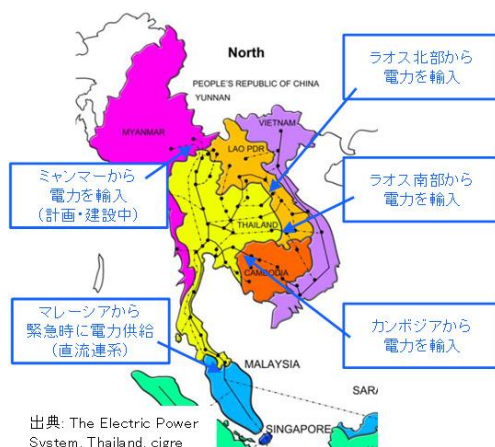 North
PEOPLE'S REPUBLIC OF CHINA
YUNNAN
MYANMAR
VIETNAM
LAO PDR
THAILAND
CAMBODIA
MALAYSIA
SARA
SINGAPORE
ラオス北部から
電力を輸入
ミャンマーから
電力を輸入
(計画・建設中)
ラオス南部から
電力を輸入
マレーシアから
緊急時に電力供給
(直流連系)
カンボジアから
電力を輸入
出典: The Electric Power
System, Thailand, cigre